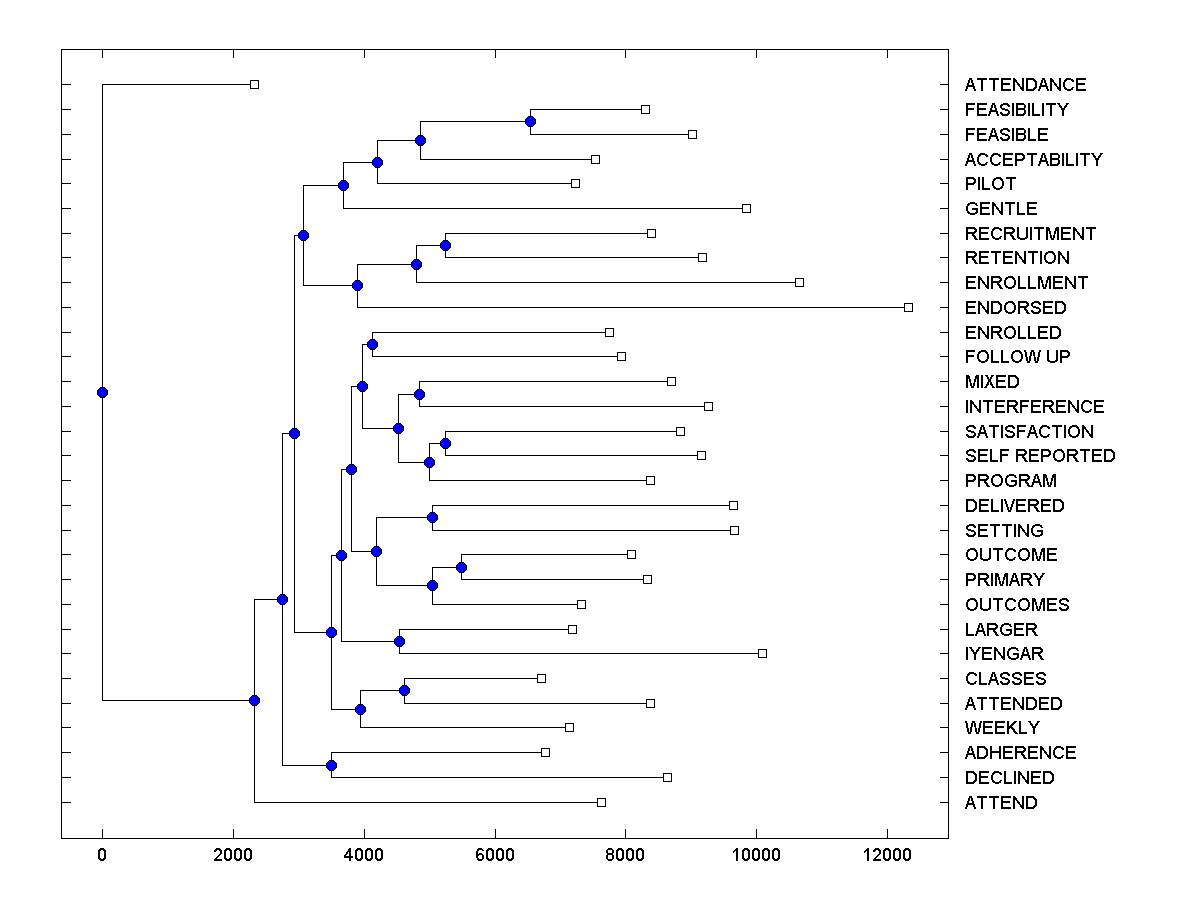 ATTENDANCE
FEASIBILITY
FEASIBLE
ACCEPTABILITY
PILOT
GENTLE
RECRUITMENT
RETENTION
ENROLLMENT
ENDORSED
ENROLLED
FOLLOW UP
MIXED
INTERFERENCE
SATISFACTION
SELF REPORTED
PROGRAM
DELIVERED
SETTING
OUTCOME
PRIMARY
OUTCOMES
LARGER
IYENGAR
CLASSES
ATTENDED
WEEKLY
ADHERENCE
DECLINED
ATTEND
0 2000 4000 6000 8000 10000 12000